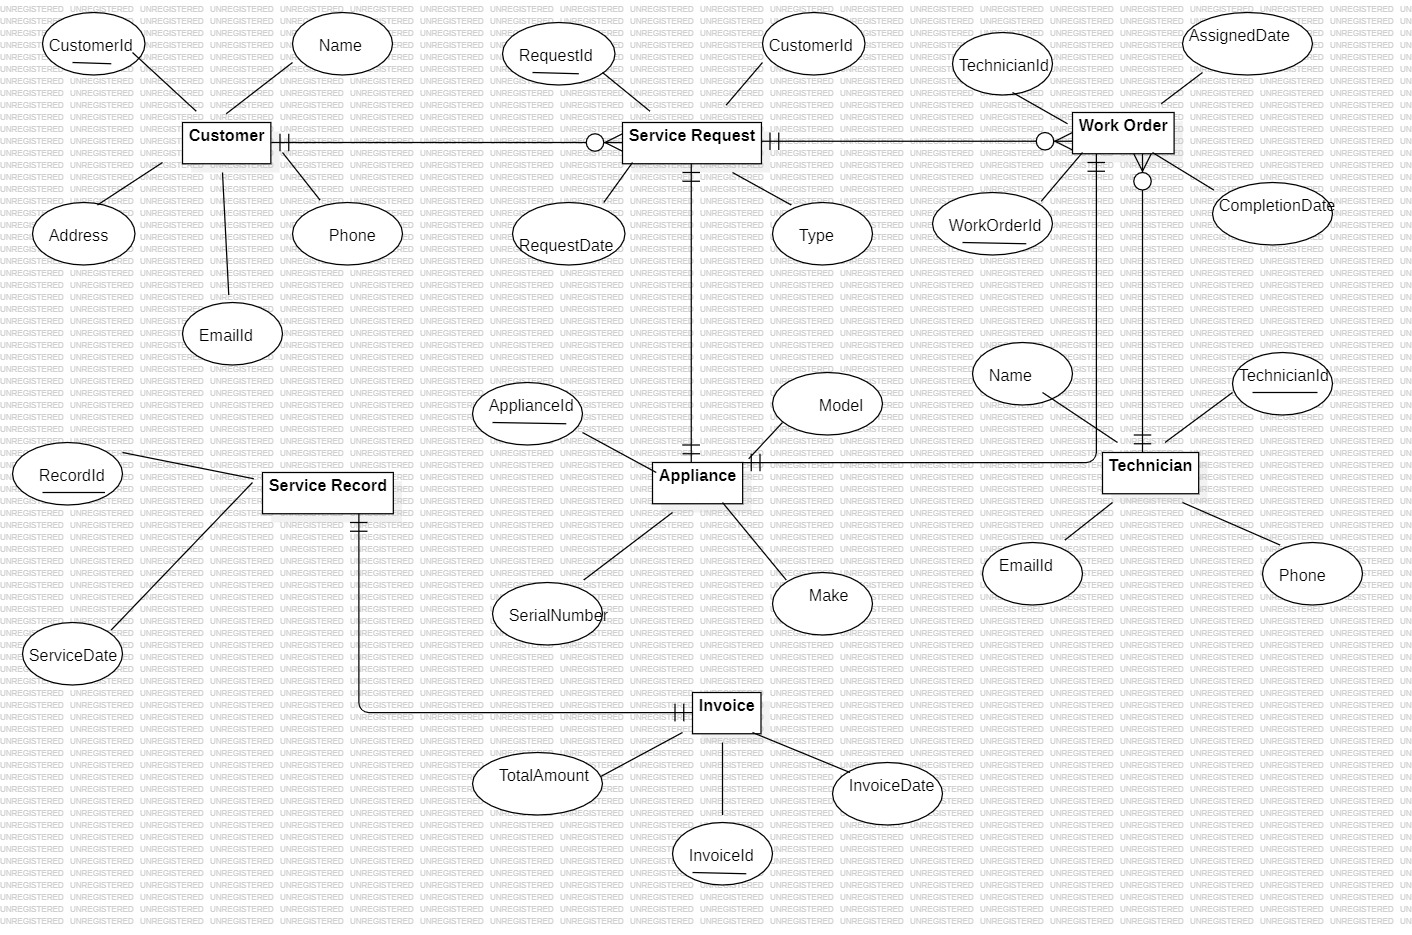 CustomerId
Name
RequestId
CustomerId
TechnicianId
AssignedDate
Customer
Service Request
Work Order
Address
Phone
RequestDate
Type
WorkOrderId
CompletionDate
EmailId
ApplianceId
Model
Name
TechnicianId
RecordId
Service Record
Appliance
Technician
EmailId
Phone
SerialNumber
Make
ServiceDate
Invoice
TotalAmount
InvoiceDate
InvoiceId
UNREGISTERED